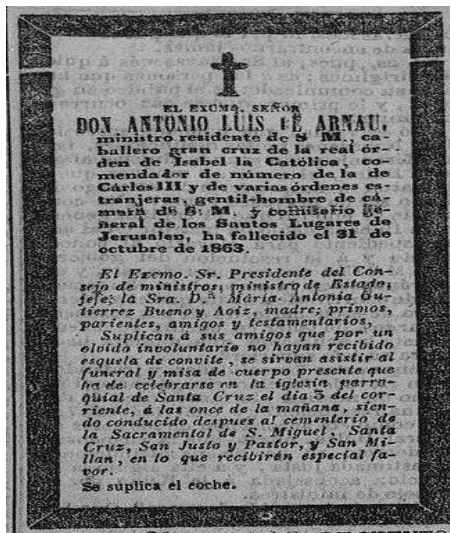 EL EXCMO. SEÑOR
DON ANTONIO LUIS DE ARNAU,
ministro residente de S M., ca-
ballero gran cruz de la real ór-
den de Isabel la Católica, co-
mendador de número de la de
Cárlos III y de varias órdenes es-
tranjeras, gentil-hombre de cá-
mara de S. M. y comisario ge-
neral de los Santos Lugares de
Jerusalen, ha fallecido el 31 de
octubre de 1863.
El Excmo. Sr. Presidente del Con-
sejo de ministros, ministro de Estado,
jefe; la Sra. D.ª María Antonia Gu-
tierrez Bueno y Aoiz, madre; primos,
parientes, amigos y testamentarios,
Suplican á sus amigos que por un
olvido involuntario no hayan recibido
esquela de convite, se sirvan asistir al
funeral y misa de cuerpo presente que
ha de celebrarse en la iglesia parro-
quial de Santa Cruz el dia 3 del cor-
riente, á las once de la mañana, sien-
do conducido despues al cementerio de
la Sacramental de S. Miguel, Santa
Cruz, San Justo y Pastor, y San Mi-
llan, en lo que recibirán especial fa-
vor.
Se suplica el coche.